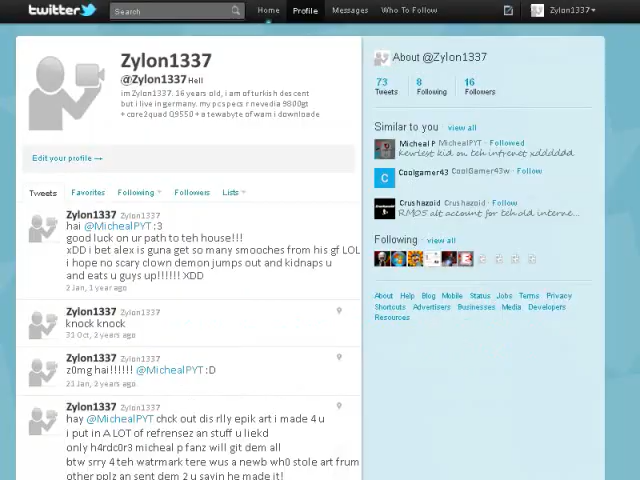 twitter
Search
Home
Profile
Messages
Who To Follow
Zylon1337
Zylon1337
@Zylon1337 Hell
im Zylon1337. 16 years old, i am of turkish descent
but i live in germany. my pc specs r nevedia 9800gt
+ core2quad Q9550 + a tewabyte of wam i downloade
Edit your profile →
Tweets
Favorites
Following
Followers
Lists
Zylon1337 Zylon1337
hai @MichealPYT :3
good luck on ur path to teh house!!!
xDD i bet alex is guna get so many smooches from his gf LOL
i hope no scary clown demon jumps out and kidnaps u
and eats u guys up!!!!!! XDD
2 Jan, 1 year ago
Zylon1337 Zylon1337
knock knock
31 Oct, 2 years ago
Zylon1337 Zylon1337
z0mg hai!!!!!! @MichealPYT :D
21 Jan, 2 years ago
Zylon1337 Zylon1337
hay @MichealPYT chck out dis rlly epik art i made 4 u
i put in A LOT of refrensez an stuff u liekd
only h4rdc0r3 micheal p fanz will git dem all
btw srry 4 teh watrmark tere wus a newb wh0 stole art frum
other pplz an sent dem 2 u sayin he made it!
About @Zylon1337
73
Tweets
8
Following
16
Followers
Similar to you · view all
Micheal P MichealPYT · Followed
kewlest kid on teh intrenet xdddddd
Coolgamer43 CoolGamer43w · Follow
Crushazoid Crushazoid · Follow
RM05 alt account for teh old interne...
Following · view all
About Help Blog Mobile Status Jobs Terms Privacy
Shortcuts Advertisers Businesses Media Developers
Resources